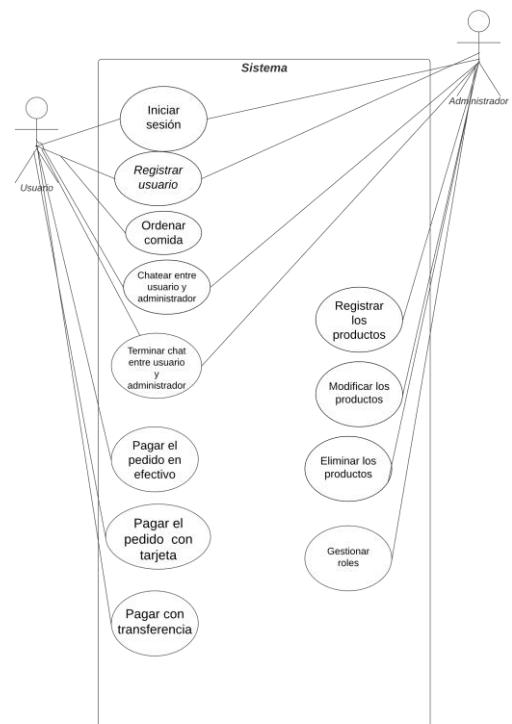 Sistema
Administrador
Usuario
Iniciar
sesión
Registrar
usuario
Ordenar
comida
Chatear entre
usuario y
administrador
Terminar chat
entre usuario
y
administrador
Pagar el
pedido en
efectivo
Pagar el
pedido con
tarjeta
Pagar con
transferencia
Registrar
los
productos
Modificar los
productos
Eliminar los
productos
Gestionar
roles